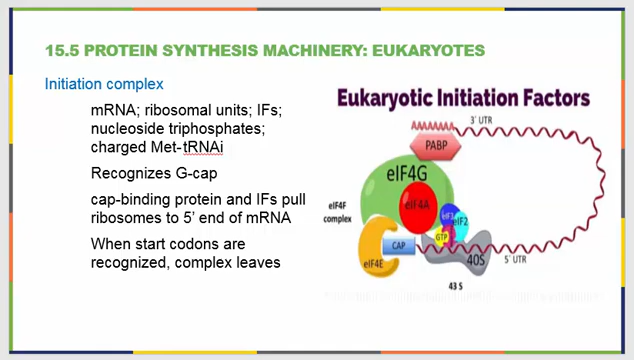 15.5 PROTEIN SYNTHESIS MACHINERY: EUKARYOTES
Initiation complex
mRNA; ribosomal units; IFs;
nucleoside triphosphates;
charged Met-tRNAi
Recognizes G-cap
cap-binding protein and IFs pull
ribosomes to 5’ end of mRNA
When start codons are
recognized, complex leaves
Eukaryotic Initiation Factors
3' UTR
PABP
eIF4G
eIF4F
complex
eIF4A
eIF2
GTP
CAP
eIF4E
40S
5' UTR
43 S